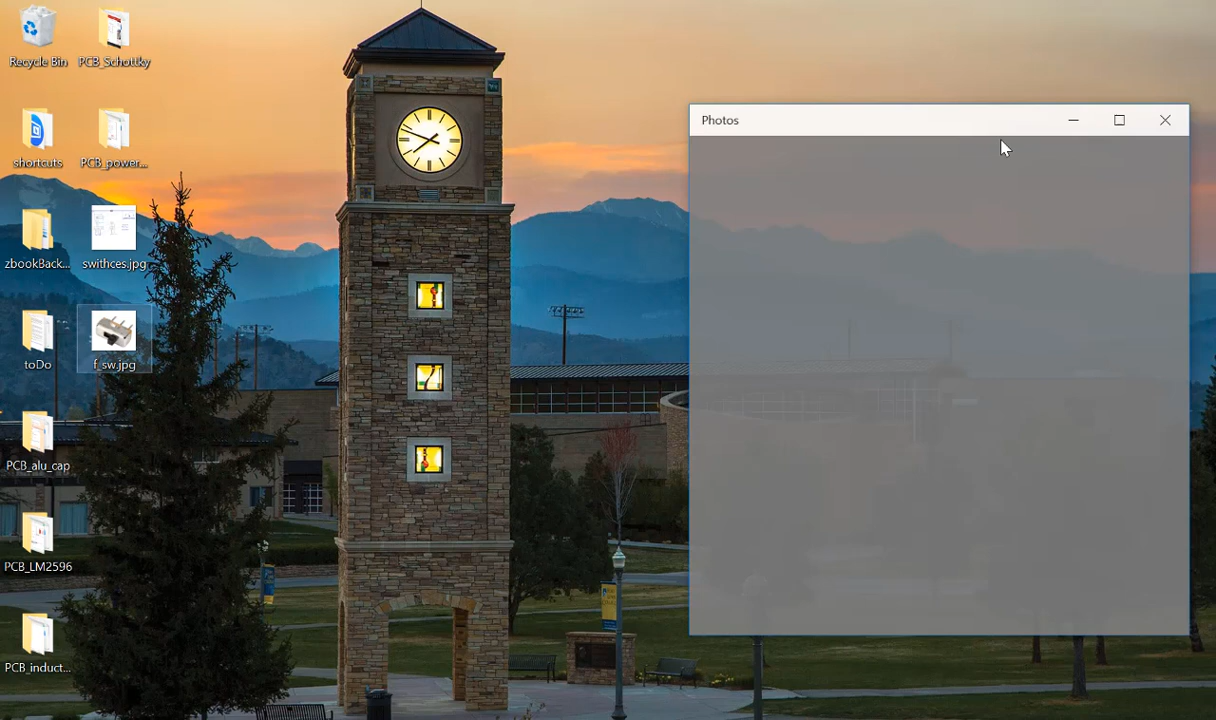 Recycle Bin
PCB_Schottky
shortcuts
PCB_power...
zbookBack...
swithces.jpg
toDo
f_sw.jpg
PCB_alu_cap
PCB_LM2596
PCB_induct...
Photos